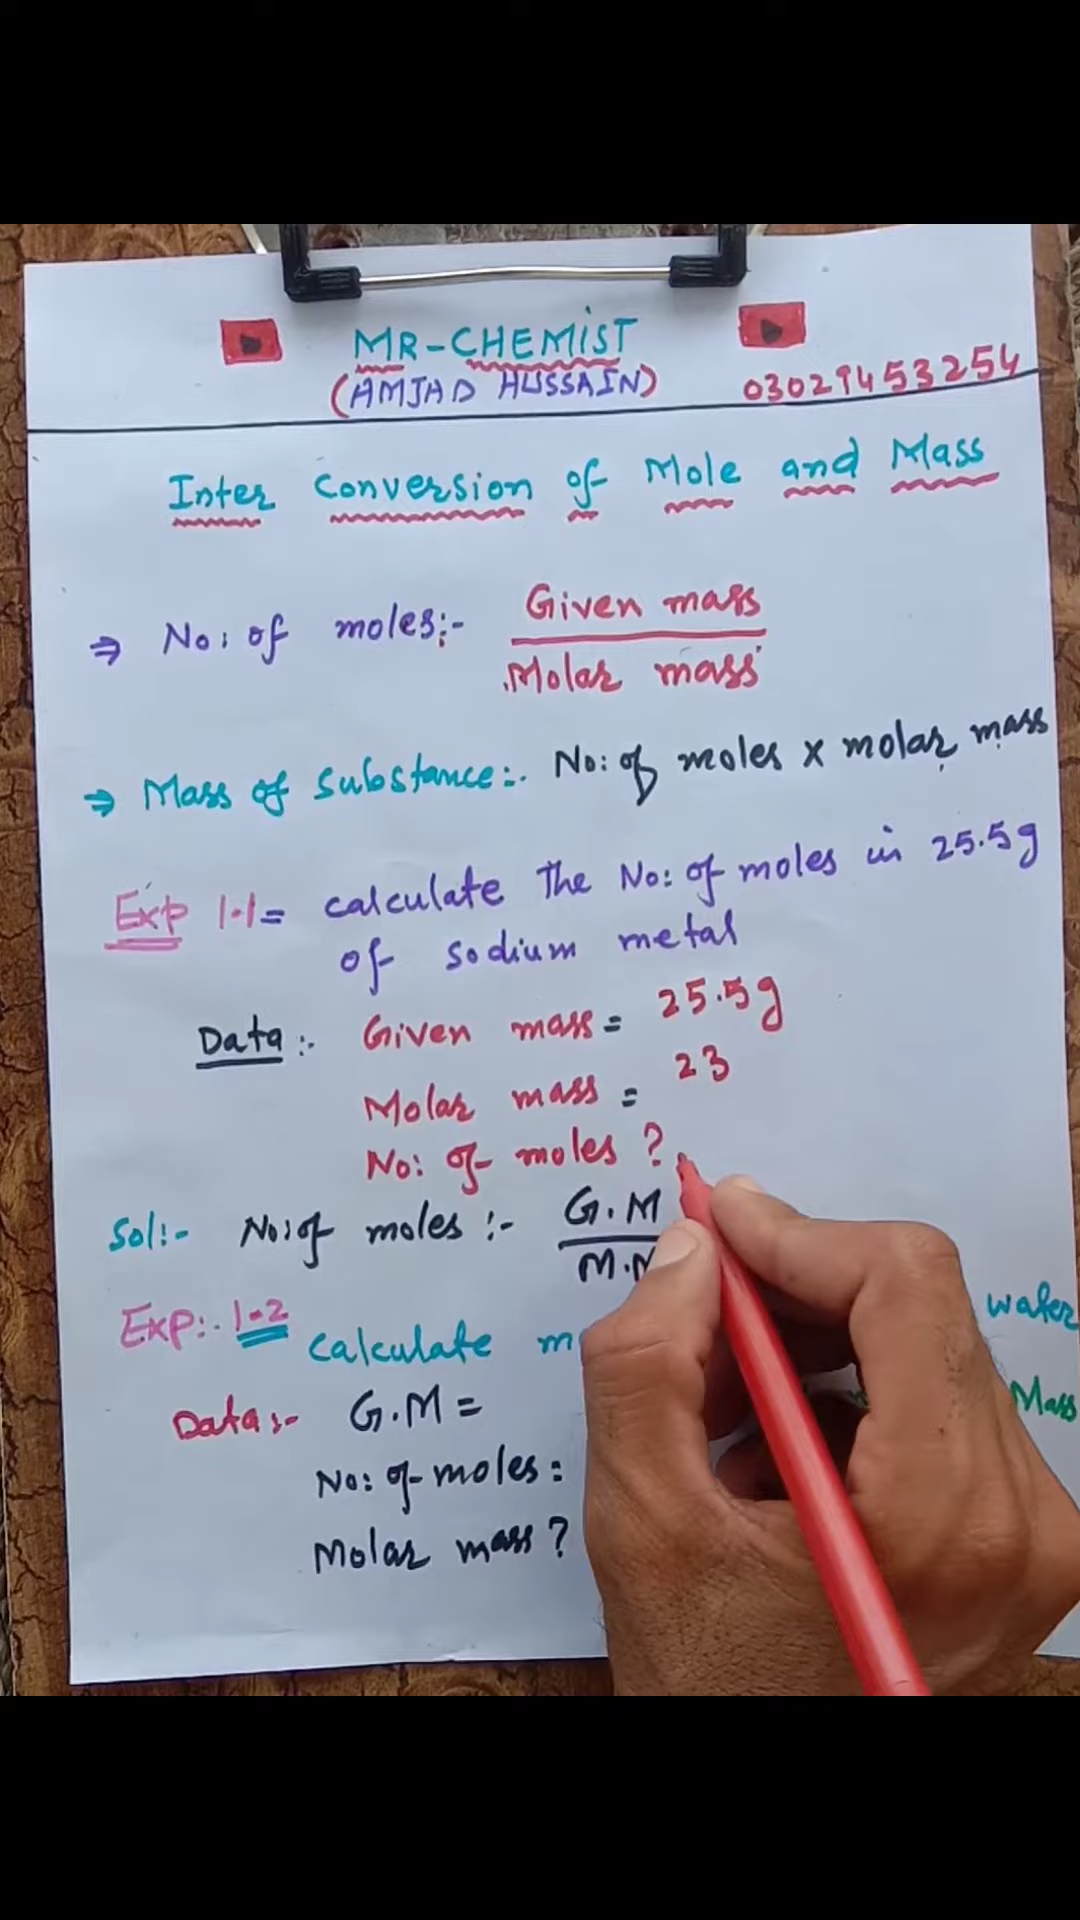 MR-CHEMIST
(AMJAD HUSSAIN) 03029453254
Inter Conversion of Mole and Mass
⇒ No: of moles:- Given mass
Molar mass
⇒ Mass of substance:- No: of moles x molar mass
Exp 1.1= calculate The No: of moles in 25.5g
of sodium metal
Data:- Given mass = 25.5g
Molar mass = 23
No: of moles ?
Sol:- No: of moles :- G.M
M.M
Exp:- 1.2 calculate water
Mass
Data:- G.M =
No: of moles =
Molar mass ?